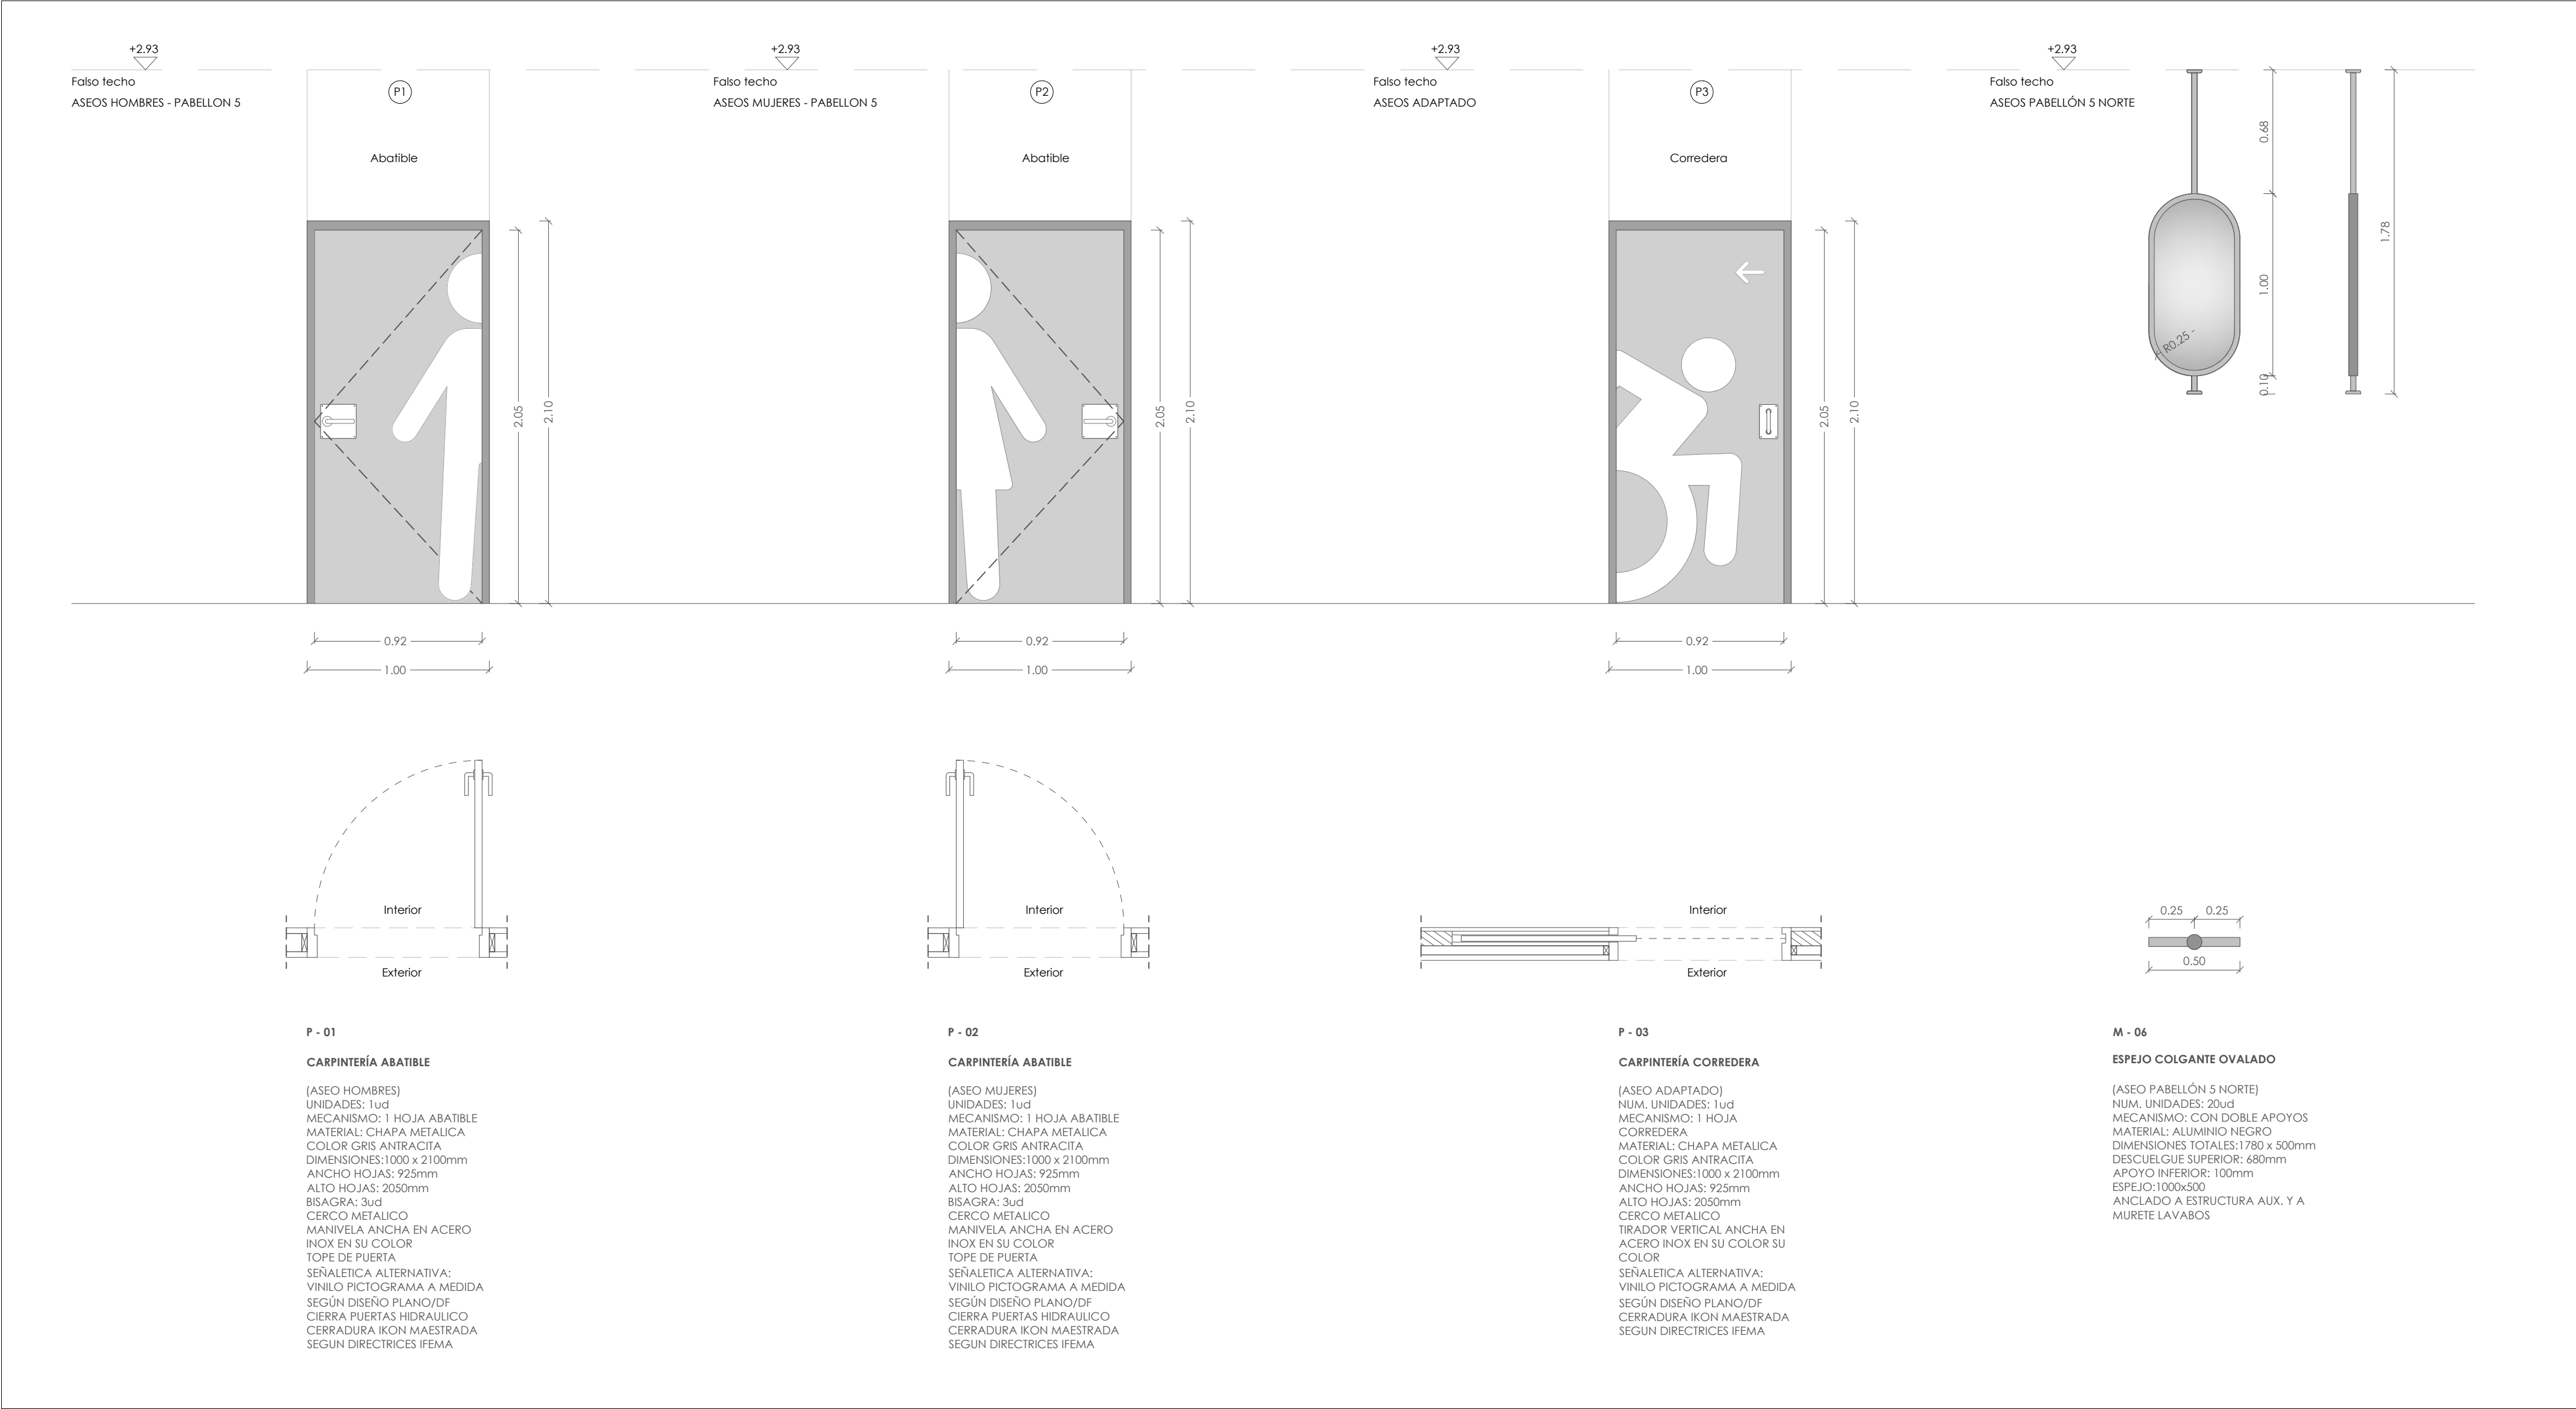 +2.93
Falso techo
ASEOS HOMBRES - PABELLON 5
P1
Abatible
2.05
2.10
0.92
1.00
+2.93
Falso techo
ASEOS MUJERES - PABELLON 5
P2
Abatible
2.05
2.10
0.92
1.00
+2.93
Falso techo
ASEOS ADAPTADO
P3
Corredera
2.05
2.10
0.92
1.00
+2.93
Falso techo
ASEOS PABELLÓN 5 NORTE
0.68
1.00
0.10
R0.25
1.78
Interior
Exterior
Interior
Exterior
Interior
Exterior
0.25
0.25
0.50
P - 01
CARPINTERÍA ABATIBLE
(ASEO HOMBRES)
UNIDADES: 1ud
MECANISMO: 1 HOJA ABATIBLE
MATERIAL: CHAPA METALICA
COLOR GRIS ANTRACITA
DIMENSIONES:1000 x 2100mm
ANCHO HOJAS: 925mm
ALTO HOJAS: 2050mm
BISAGRA: 3ud
CERCO METALICO
MANIVELA ANCHA EN ACERO
INOX EN SU COLOR
TOPE DE PUERTA
SEÑALETICA ALTERNATIVA:
VINILO PICTOGRAMA A MEDIDA
SEGÚN DISEÑO PLANO/DF
CIERRA PUERTAS HIDRAULICO
CERRADURA IKON MAESTRADA
SEGUN DIRECTRICES IFEMA
P - 02
CARPINTERÍA ABATIBLE
(ASEO MUJERES)
UNIDADES: 1ud
MECANISMO: 1 HOJA ABATIBLE
MATERIAL: CHAPA METALICA
COLOR GRIS ANTRACITA
DIMENSIONES:1000 x 2100mm
ANCHO HOJAS: 925mm
ALTO HOJAS: 2050mm
BISAGRA: 3ud
CERCO METALICO
MANIVELA ANCHA EN ACERO
INOX EN SU COLOR
TOPE DE PUERTA
SEÑALETICA ALTERNATIVA:
VINILO PICTOGRAMA A MEDIDA
SEGÚN DISEÑO PLANO/DF
CIERRA PUERTAS HIDRAULICO
CERRADURA IKON MAESTRADA
SEGUN DIRECTRICES IFEMA
P - 03
CARPINTERÍA CORREDERA
(ASEO ADAPTADO)
NUM. UNIDADES: 1ud
MECANISMO: 1 HOJA
CORREDERA
MATERIAL: CHAPA METALICA
COLOR GRIS ANTRACITA
DIMENSIONES:1000 x 2100mm
ANCHO HOJAS: 925mm
ALTO HOJAS: 2050mm
CERCO METALICO
TIRADOR VERTICAL ANCHA EN
ACERO INOX EN SU COLOR SU
COLOR
SEÑALETICA ALTERNATIVA:
VINILO PICTOGRAMA A MEDIDA
SEGÚN DISEÑO PLANO/DF
CERRADURA IKON MAESTRADA
SEGUN DIRECTRICES IFEMA
M - 06
ESPEJO COLGANTE OVALADO
(ASEO PABELLÓN 5 NORTE)
NUM. UNIDADES: 20ud
MECANISMO: CON DOBLE APOYOS
MATERIAL: ALUMINIO NEGRO
DIMENSIONES TOTALES:1780 x 500mm
DESCUELGUE SUPERIOR: 680mm
APOYO INFERIOR: 100mm
ESPEJO:1000x500
ANCLADO A ESTRUCTURA AUX. Y A
MURETE LAVABOS